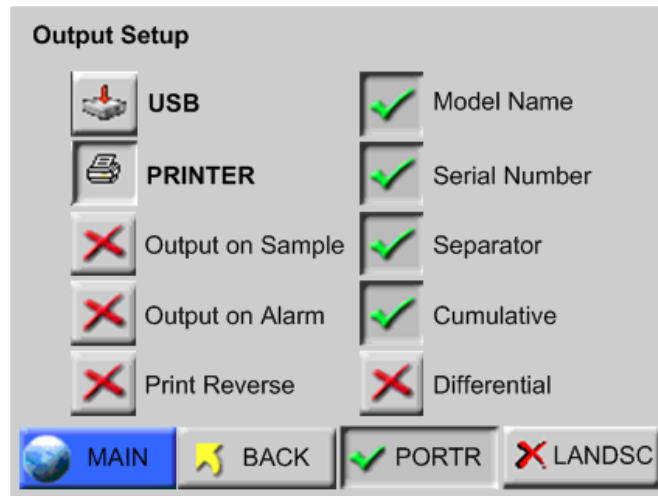 Output Setup
USB
Model Name
PRINTER
Serial Number
Output on Sample
Separator
Output on Alarm
Cumulative
Print Reverse
Differential
MAIN
BACK
PORTR
LANDSC